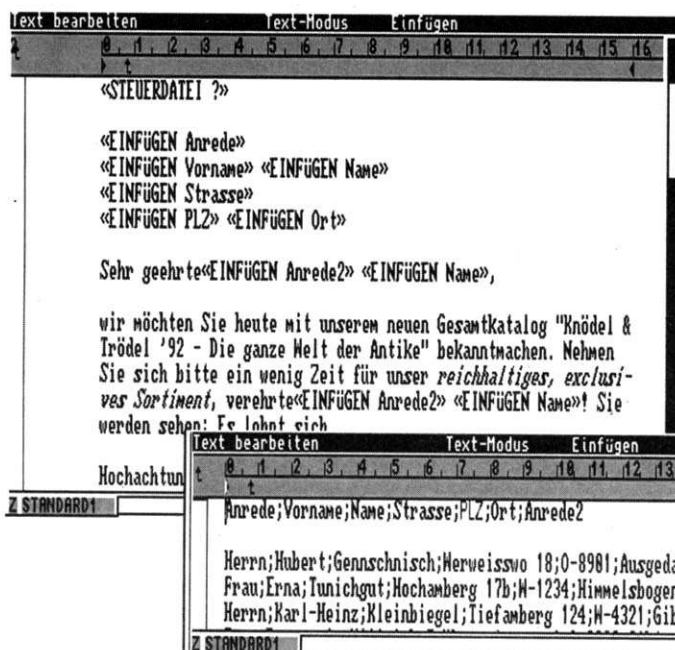 Text bearbeiten Text-Modus Einfügen
0 1 2 3 4 5 6 7 8 9 10 11 12 13 14 15 16
«STEUERDATEI ?»
«EINFüGEN Anrede»
«EINFüGEN Vorname» «EINFüGEN Name»
«EINFüGEN Strasse»
«EINFüGEN PLZ» «EINFüGEN Ort»
Sehr geehrte«EINFüGEN Anrede2» «EINFüGEN Name»,
wir möchten Sie heute mit unserem neuen Gesamtkatalog "Knödel &
Trödel '92 - Die ganze Welt der Antike" bekanntmachen. Nehmen
Sie sich bitte ein wenig Zeit für unser reichhaltiges, exclusi-
ves Sortiment, verehrte«EINFüGEN Anrede2» «EINFüGEN Name»! Sie
werden sehen: Es lohnt sich
Hochachtun
Z STANDARD1
Text bearbeiten Text-Modus Einfügen
0 1 2 3 4 5 6 7 8 9 10 11 12 13
Anrede;Vorname;Name;Strasse;PLZ;Ort;Anrede2
Herrn;Hubert;Gennschnisch;Werweisswo 18;O-8901;Ausgeda
Frau;Erna;Tunichgut;Hochamberg 17b;W-1234;Himmelsbogen
Herrn;Karl-Heinz;Kleinbiegel;Tiefamberg 124;W-4321;Gib
Z STANDARD1